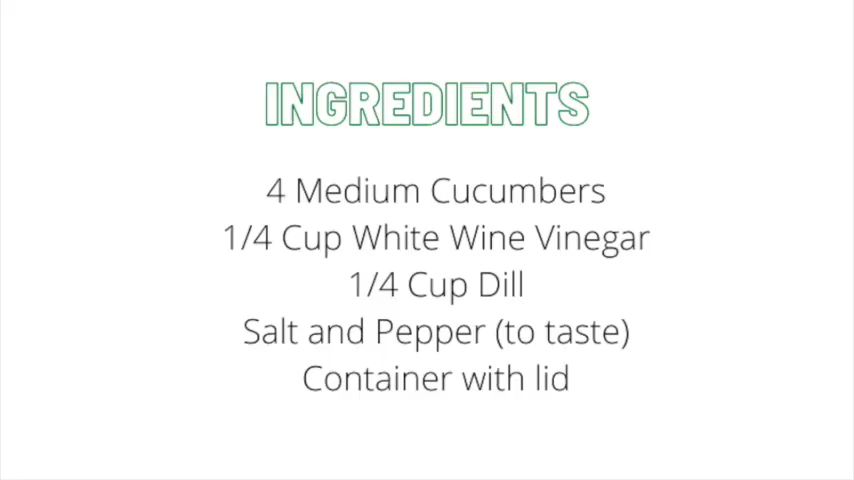 INGREDIENTS
4 Medium Cucumbers
1/4 Cup White Wine Vinegar
1/4 Cup Dill
Salt and Pepper (to taste)
Container with lid